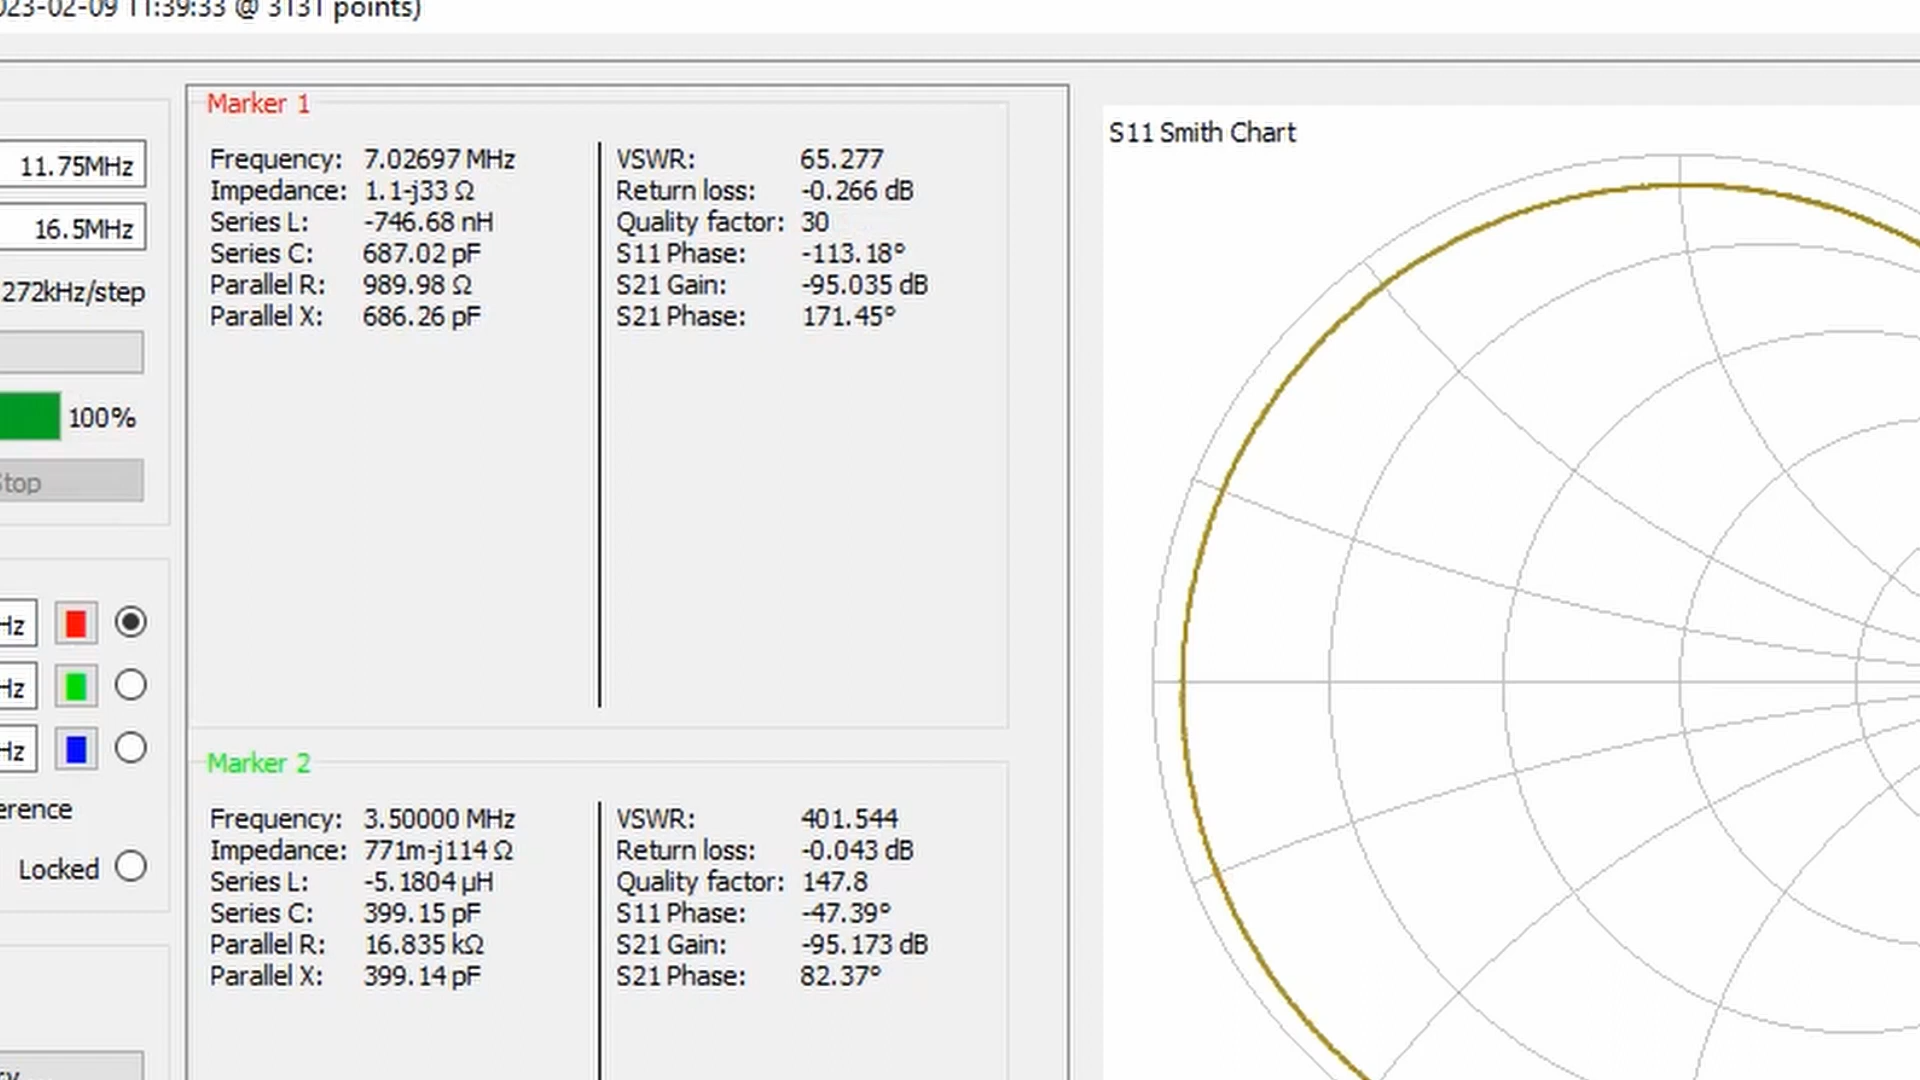 023-02-09 11:39:33 @ 3131 points)
11.75MHz
16.5MHz
272kHz/step
100%
Stop
Hz
Hz
Hz
erence
Locked
Marker 1
Frequency: 7.02697 MHz
Impedance: 1.1-j33 Ω
Series L: -746.68 nH
Series C: 687.02 pF
Parallel R: 989.98 Ω
Parallel X: 686.26 pF
VSWR: 65.277
Return loss: -0.266 dB
Quality factor: 30
S11 Phase: -113.18°
S21 Gain: -95.035 dB
S21 Phase: 171.45°
Marker 2
Frequency: 3.50000 MHz
Impedance: 771m-j114 Ω
Series L: -5.1804 µH
Series C: 399.15 pF
Parallel R: 16.835 kΩ
Parallel X: 399.14 pF
VSWR: 401.544
Return loss: -0.043 dB
Quality factor: 147.8
S11 Phase: -47.39°
S21 Gain: -95.173 dB
S21 Phase: 82.37°
S11 Smith Chart